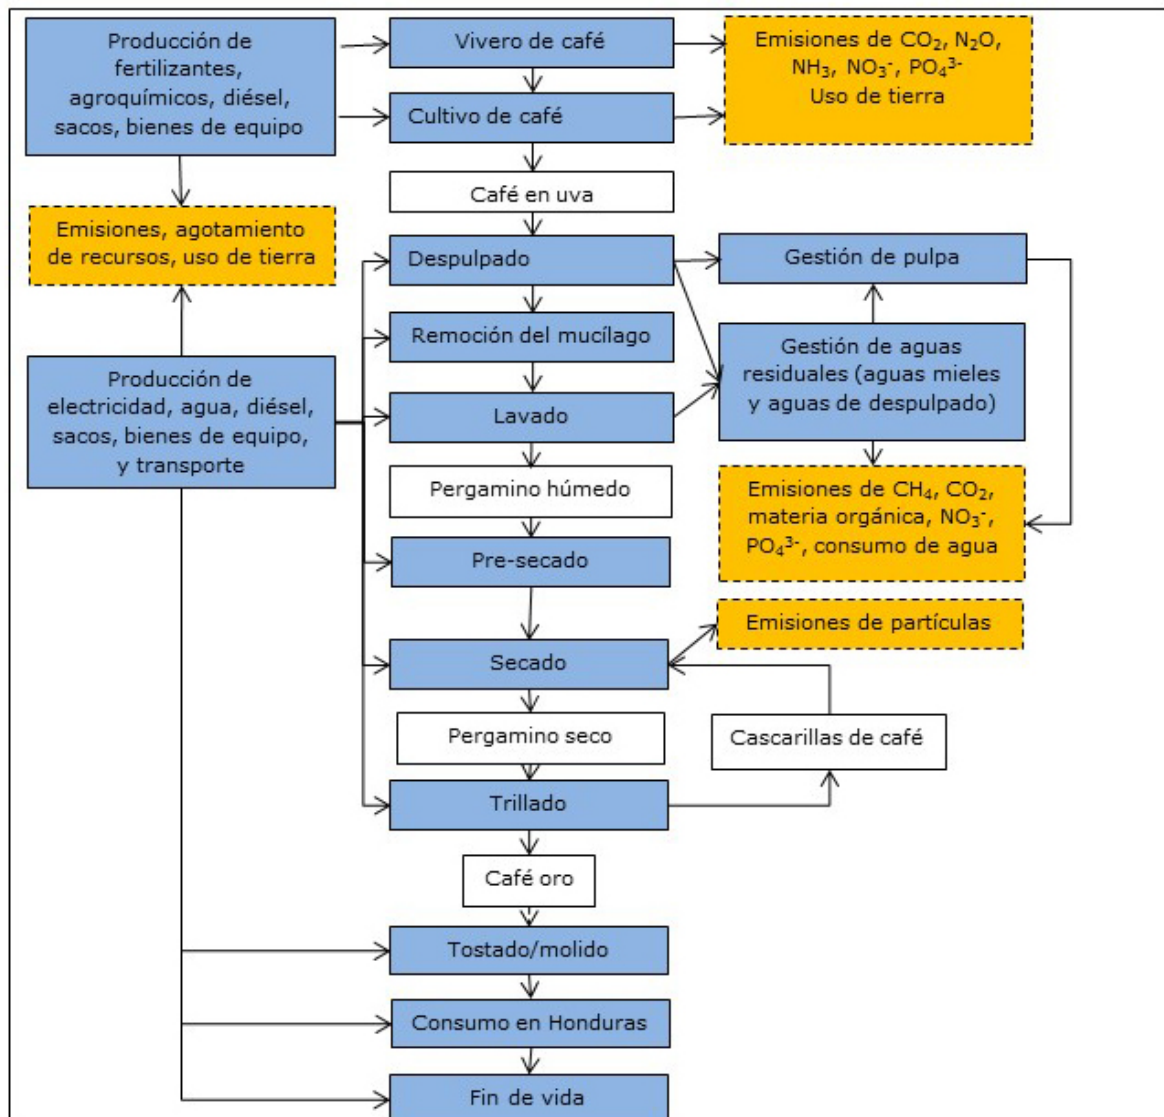 Producción de
fertilizantes,
agroquímicos, diésel,
sacos, bienes de equipo
Vivero de café
Emisiones de CO₂, N₂O,
NH₃, NO₃⁻, PO₄³⁻
Uso de tierra
Cultivo de café
Café en uva
Emisiones, agotamiento
de recursos, uso de tierra
Despulpado
Gestión de pulpa
Remoción del mucílago
Gestión de aguas
residuales (aguas mieles
y aguas de despulpado)
Producción de
electricidad, agua, diésel,
sacos, bienes de equipo,
y transporte
Lavado
Pergamino húmedo
Emisiones de CH₄, CO₂,
materia orgánica, NO₃⁻,
PO₄³⁻, consumo de agua
Pre-secado
Emisiones de partículas
Secado
Pergamino seco
Cascarillas de café
Trillado
Café oro
Tostado/molido
Consumo en Honduras
Fin de vida